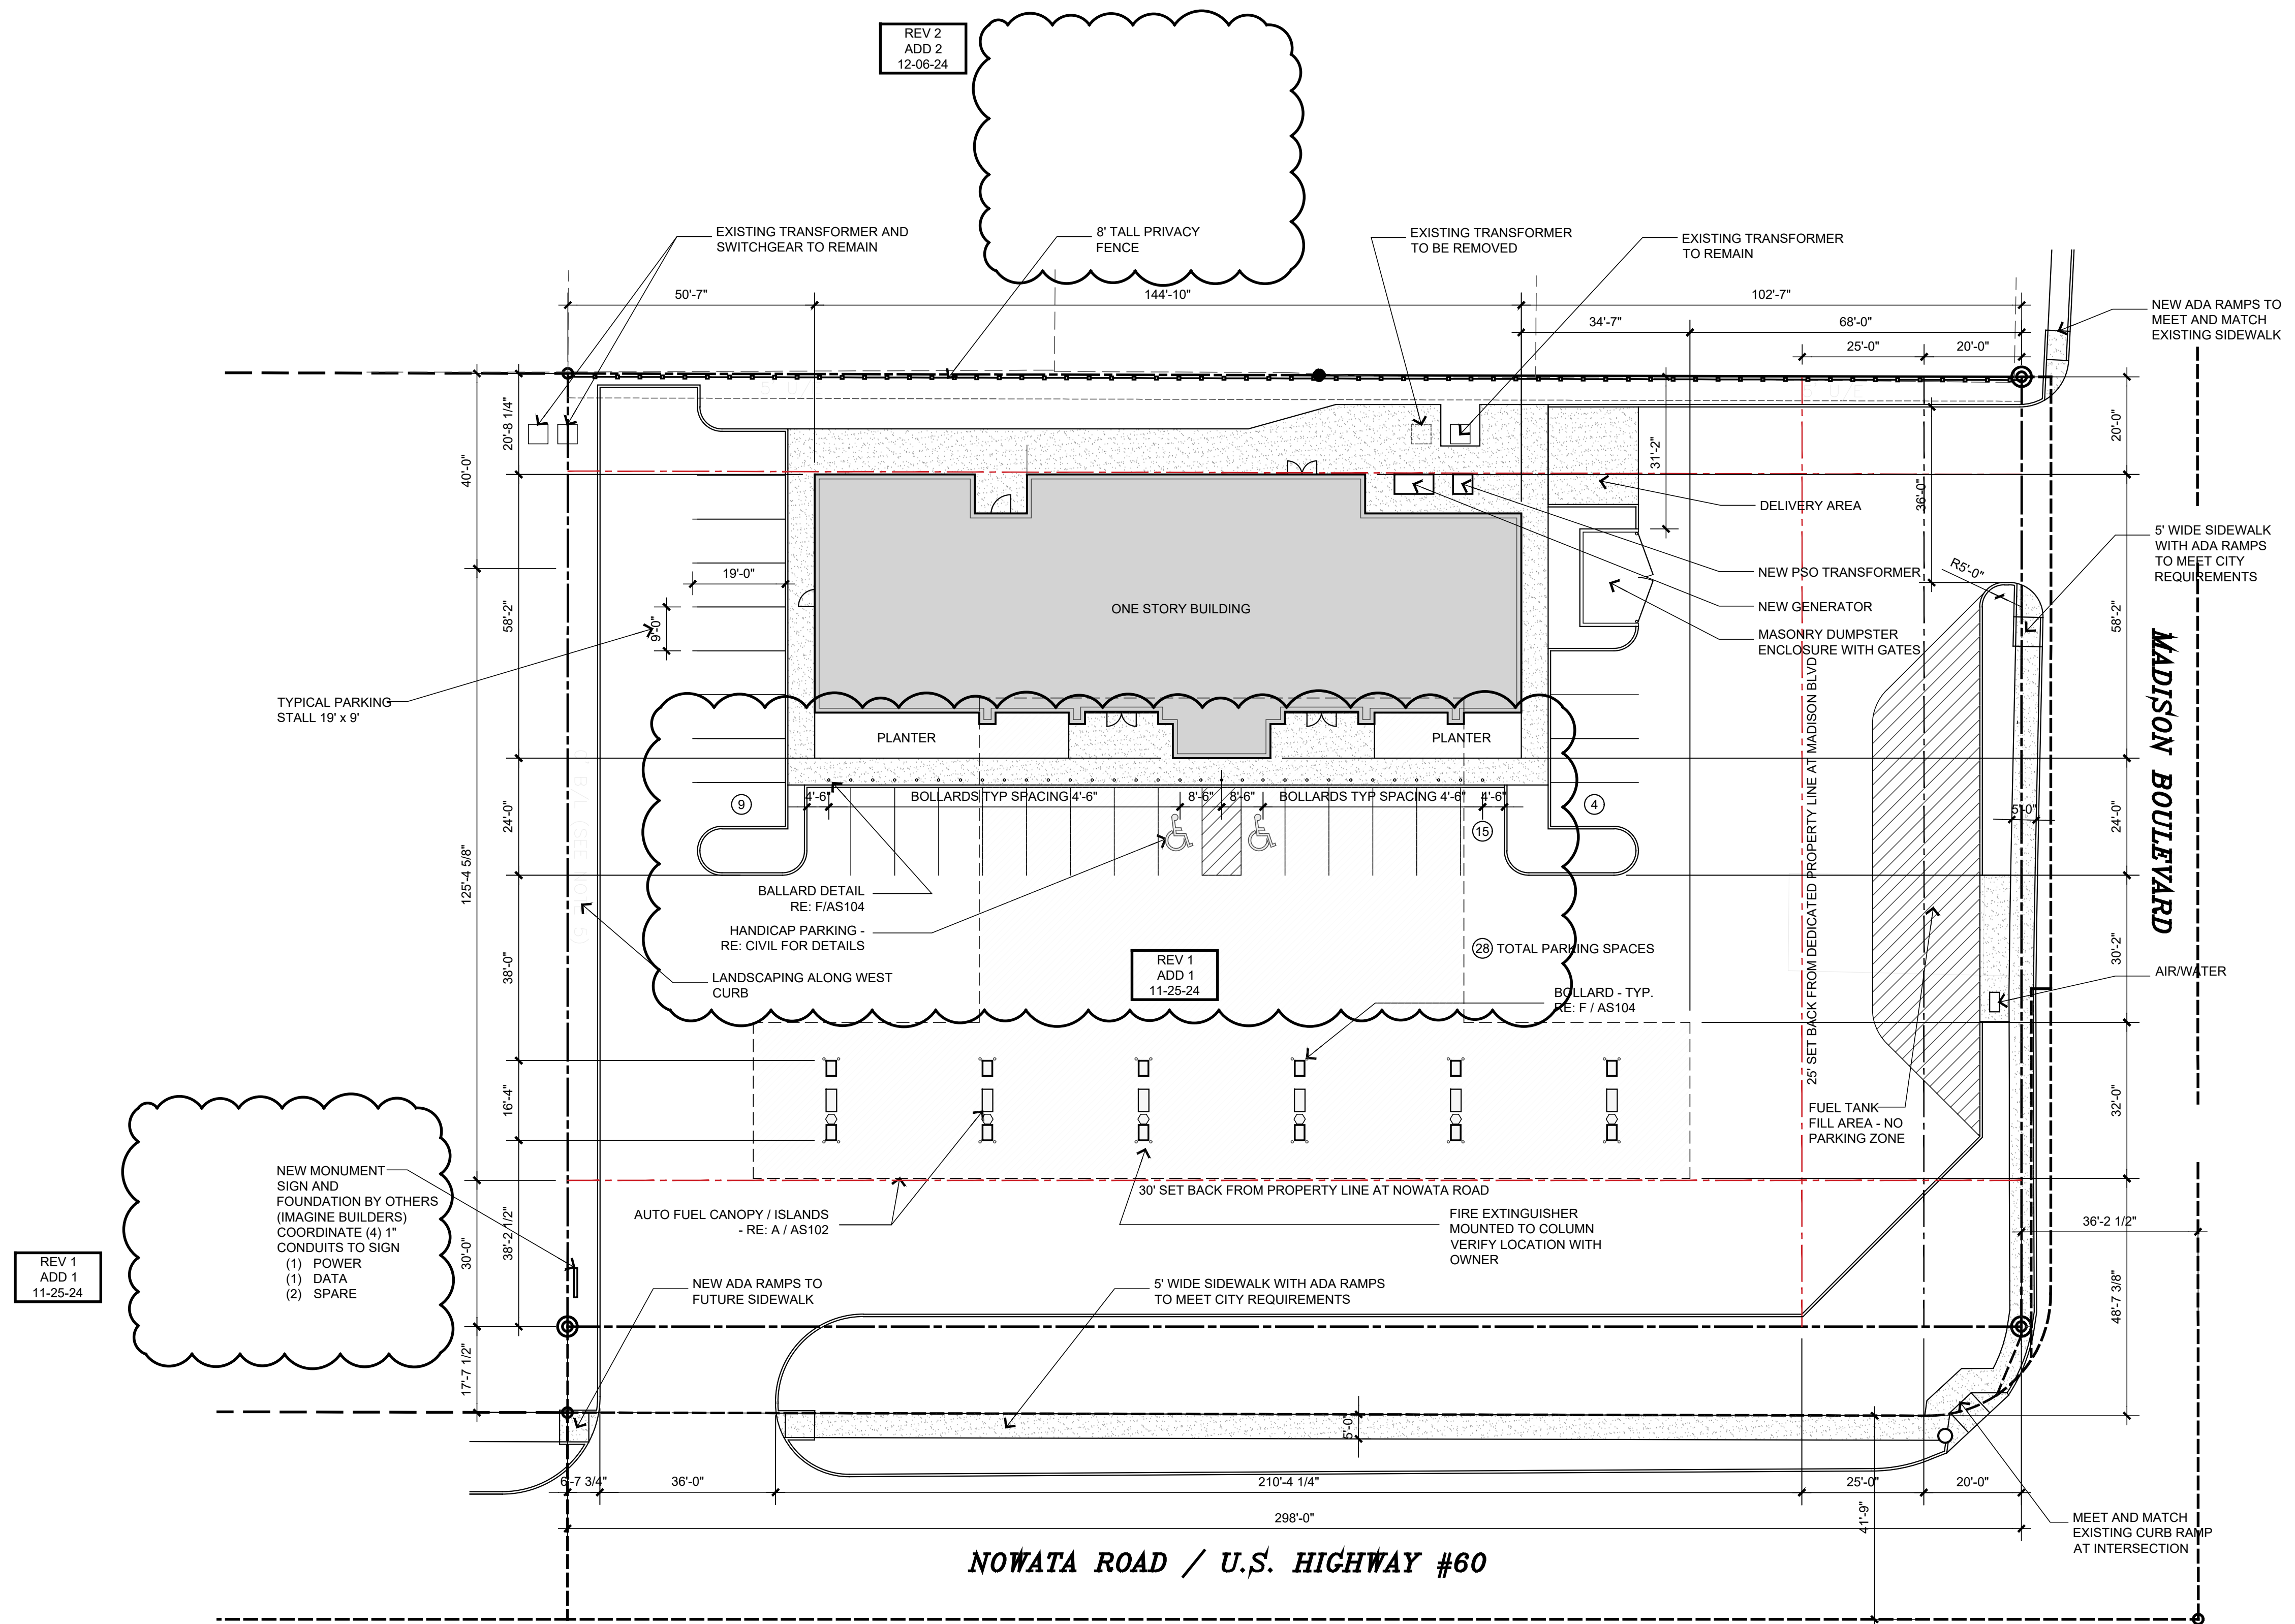 REV 2
ADD 2
12-06-24
EXISTING TRANSFORMER AND
SWITCHGEAR TO REMAIN
8' TALL PRIVACY
FENCE
EXISTING TRANSFORMER
TO BE REMOVED
EXISTING TRANSFORMER
TO REMAIN
50'-7"
144'-10"
102'-7"
34'-7"
68'-0"
25'-0"
20'-0"
NEW ADA RAMPS TO
MEET AND MATCH
EXISTING SIDEWALK
20'-8 1/4"
40'-0"
58'-2"
24'-0"
125'-4 5/8"
38'-0"
16'-4"
30'-0"
38'-2 1/2"
17'-7 1/2"
19'-0"
9'-0"
TYPICAL PARKING
STALL 19' x 9'
ONE STORY BUILDING
PLANTER
PLANTER
31'-2"
36'-0"
DELIVERY AREA
NEW PSO TRANSFORMER
NEW GENERATOR
MASONRY DUMPSTER
ENCLOSURE WITH GATES
R5'-0"
5' WIDE SIDEWALK
WITH ADA RAMPS
TO MEET CITY
REQUIREMENTS
20'-0"
58'-2"
24'-0"
30'-2"
32'-0"
48'-7 3/8"
MADISON BOULEVARD
25' SET BACK FROM DEDICATED PROPERTY LINE AT MADISON BLVD
9
4'-6"
BOLLARDS TYP SPACING 4'-6"
8'-6"
8'-6"
BOLLARDS TYP SPACING 4'-6"
4'-6"
4
15
5'-0"
BALLARD DETAIL
RE: F/AS104
HANDICAP PARKING -
RE: CIVIL FOR DETAILS
LANDSCAPING ALONG WEST
CURB
REV 1
ADD 1
11-25-24
28 TOTAL PARKING SPACES
BOLLARD - TYP.
RE: F / AS104
AIR/WATER
FUEL TANK
FILL AREA - NO
PARKING ZONE
NEW MONUMENT
SIGN AND
FOUNDATION BY OTHERS
(IMAGINE BUILDERS)
COORDINATE (4) 1"
CONDUITS TO SIGN
(1) POWER
(1) DATA
(2) SPARE
REV 1
ADD 1
11-25-24
30' SET BACK FROM PROPERTY LINE AT NOWATA ROAD
AUTO FUEL CANOPY / ISLANDS
- RE: A / AS102
FIRE EXTINGUISHER
MOUNTED TO COLUMN
VERIFY LOCATION WITH
OWNER
36'-2 1/2"
NEW ADA RAMPS TO
FUTURE SIDEWALK
5' WIDE SIDEWALK WITH ADA RAMPS
TO MEET CITY REQUIREMENTS
5'-0"
6'-7 3/4"
36'-0"
210'-4 1/4"
25'-0"
20'-0"
298'-0"
41'-9"
MEET AND MATCH
EXISTING CURB RAMP
AT INTERSECTION
NOWATA ROAD / U.S. HIGHWAY #60